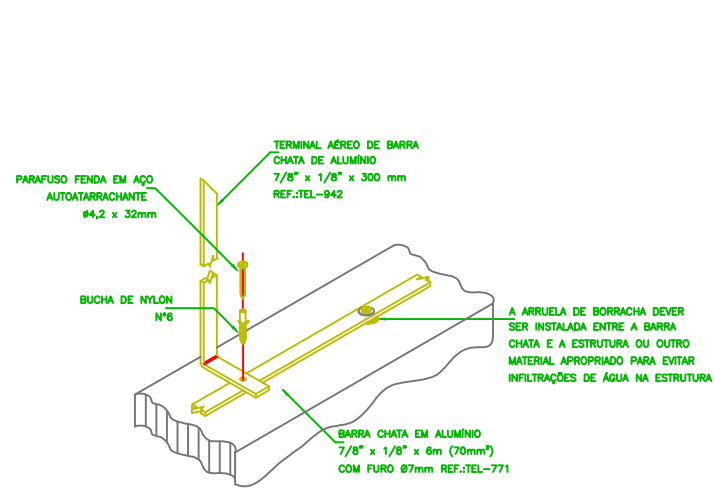 TERMINAL AÉREO DE BARRA
CHATA DE ALUMÍNIO
7/8" x 1/8" x 300 mm
REF.:TEL-942
PARAFUSO FENDA EM AÇO
AUTOATARRACHANTE
ø4,2 x 32mm
BUCHA DE NYLON
N°6
A ARRUELA DE BORRACHA DEVER
SER INSTALADA ENTRE A BARRA
CHATA E A ESTRUTURA OU OUTRO
MATERIAL APROPRIADO PARA EVITAR
INFILTRAÇÕES DE ÁGUA NA ESTRUTURA
BARRA CHATA EM ALUMÍNIO
7/8" x 1/8" x 6m (70mm²)
COM FURO Ø7mm REF.:TEL-771